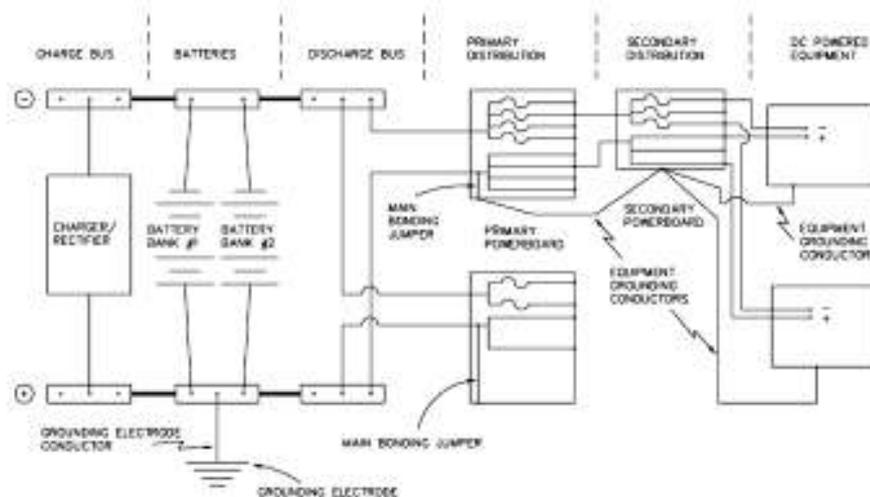 CHARGE BUS
BATTERIES
DISCHARGE BUS
PRIMARY
DISTRIBUTION
SECONDARY
DISTRIBUTION
DC POWERED
EQUIPMENT
-
-
+
CHARGER/
RECTIFIER
BATTERY
BANK #1
BATTERY
BANK #2
MAIN
BONDING
JUMPER
PRIMARY
POWERBOARD
SECONDARY
POWERBOARD
EQUIPMENT
GROUNDING
CONDUCTOR
EQUIPMENT
GROUNDING
CONDUCTORS
-
+
+
GROUNDING ELECTRODE
CONDUCTOR
MAIN BONDING JUMPER
GROUNDING ELECTRODE